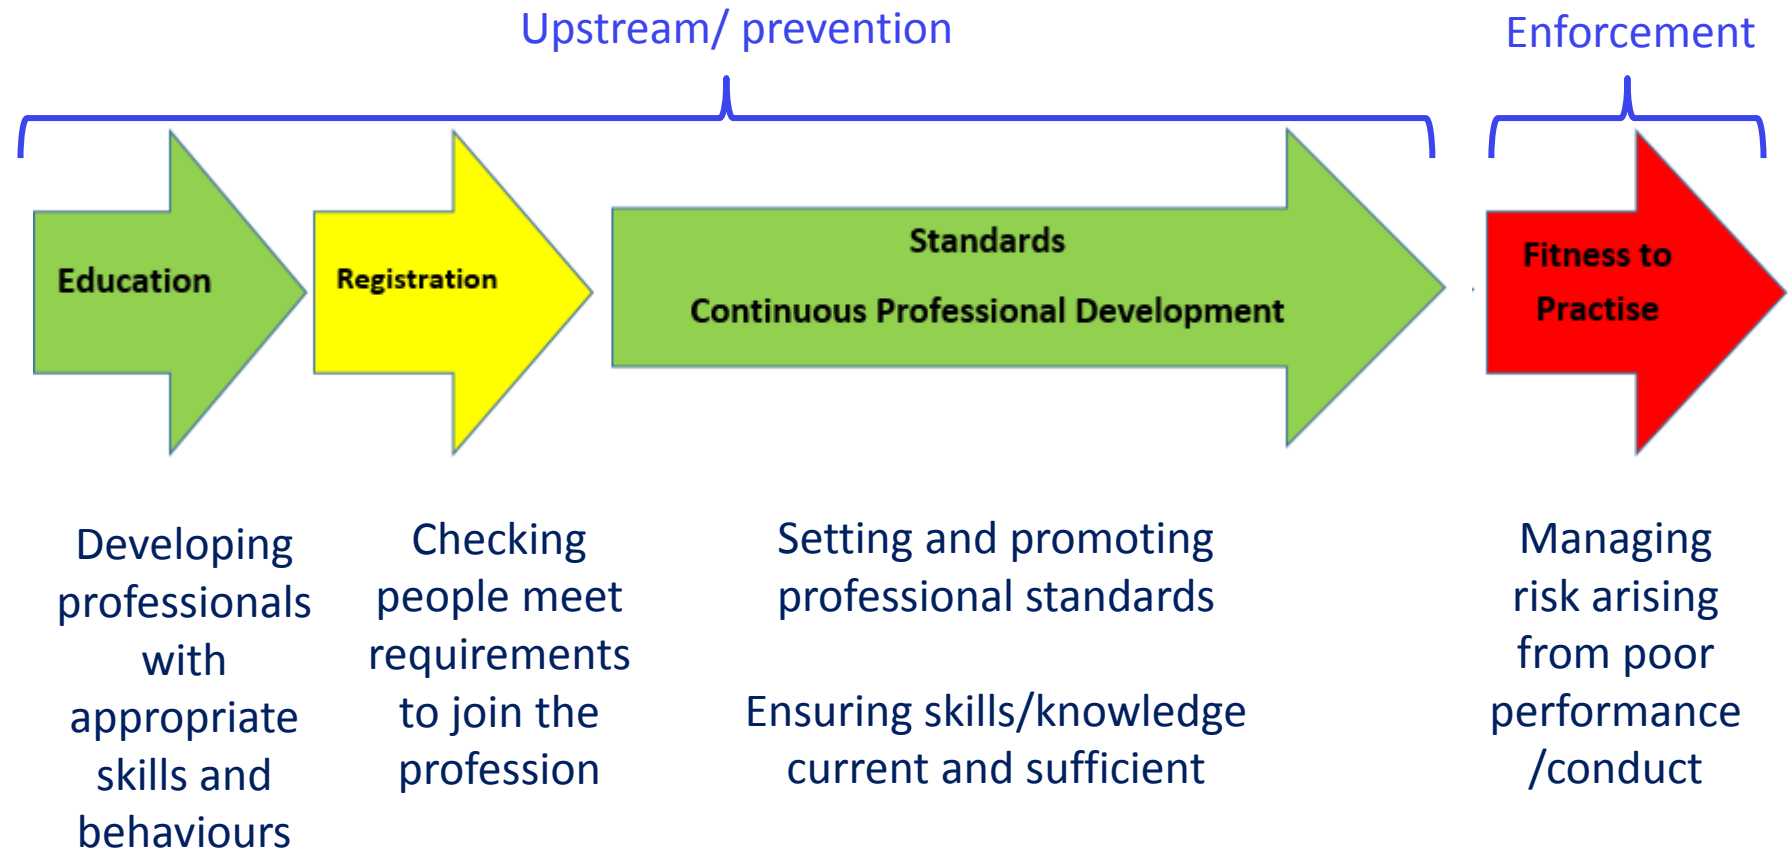 Upstream/ prevention
Enforcement
Education
Registration
Standards
Continuous Professional Development
Fitness to
Practise
Developing
professionals
with
appropriate
skills and
behaviours
Checking
people meet
requirements
to join the
profession
Setting and promoting
professional standards
Ensuring skills/knowledge
current and sufficient
Managing
risk arising
from poor
performance
/conduct